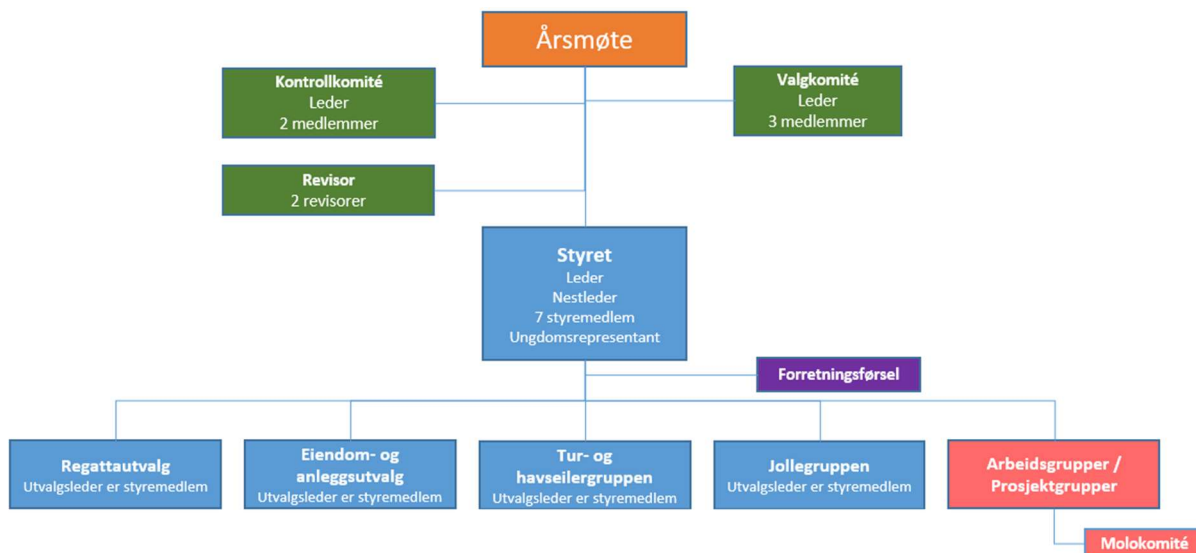 Årsmøte
Kontrollkomité
Leder
2 medlemmer
Valgkomité
Leder
3 medlemmer
Revisor
2 revisorer
Styret
Leder
Nestleder
7 styremedlem
Ungdomsrepresentant
Forretningsførsel
Regattautvalg
Utvalgsleder er styremedlem
Eiendom- og
anleggsutvalg
Utvalgsleder er styremedlem
Tur- og
havseilergruppen
Utvalgsleder er styremedlem
Jollegruppen
Utvalgsleder er styremedlem
Arbeidsgrupper /
Prosjektgrupper
Molokomité